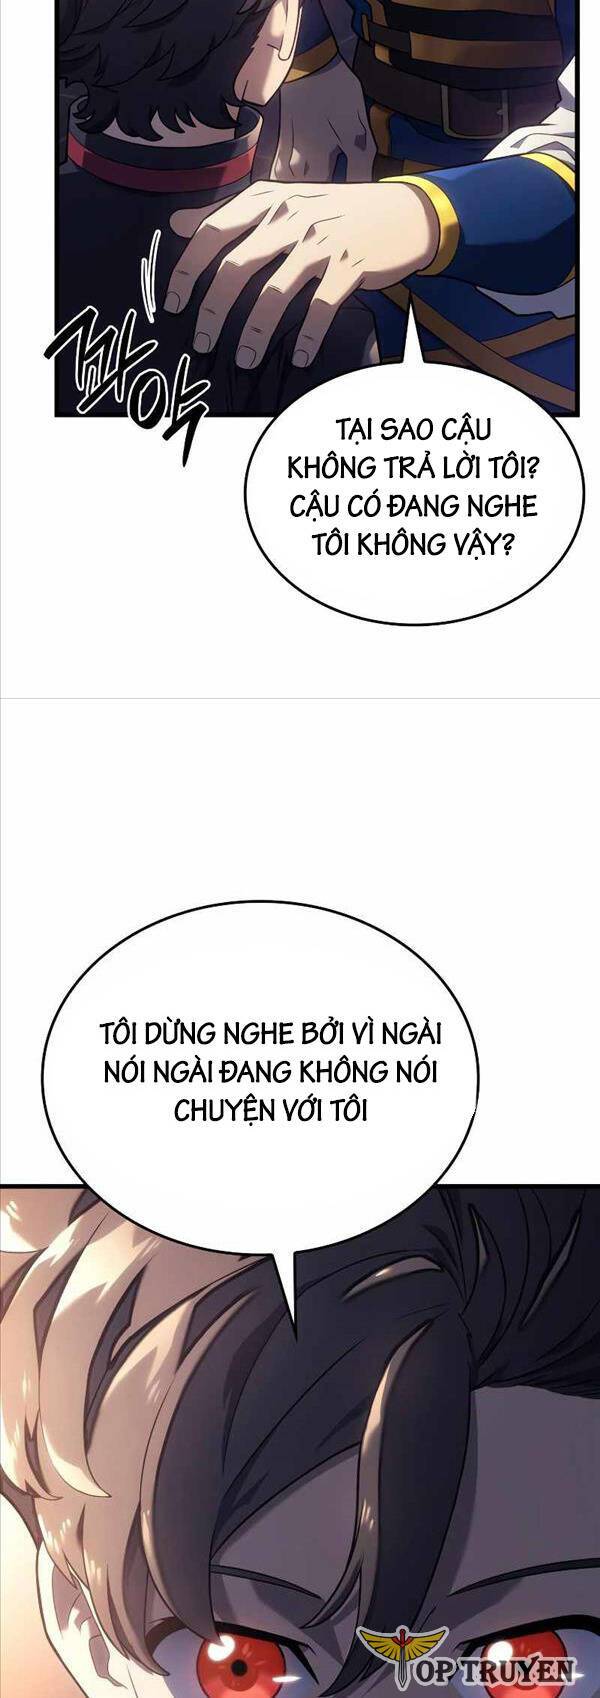 꽈악
TẠI SAO CẬU
KHÔNG TRẢ LỜI TÔI?
CẬU CÓ ĐANG NGHE
TÔI KHÔNG VẬY?
TÔI DỪNG NGHE BỞI VÌ NGÀI
NÓI NGÀI ĐANG KHÔNG NÓI
CHUYỆN VỚI TÔI
TOP TRUYEN